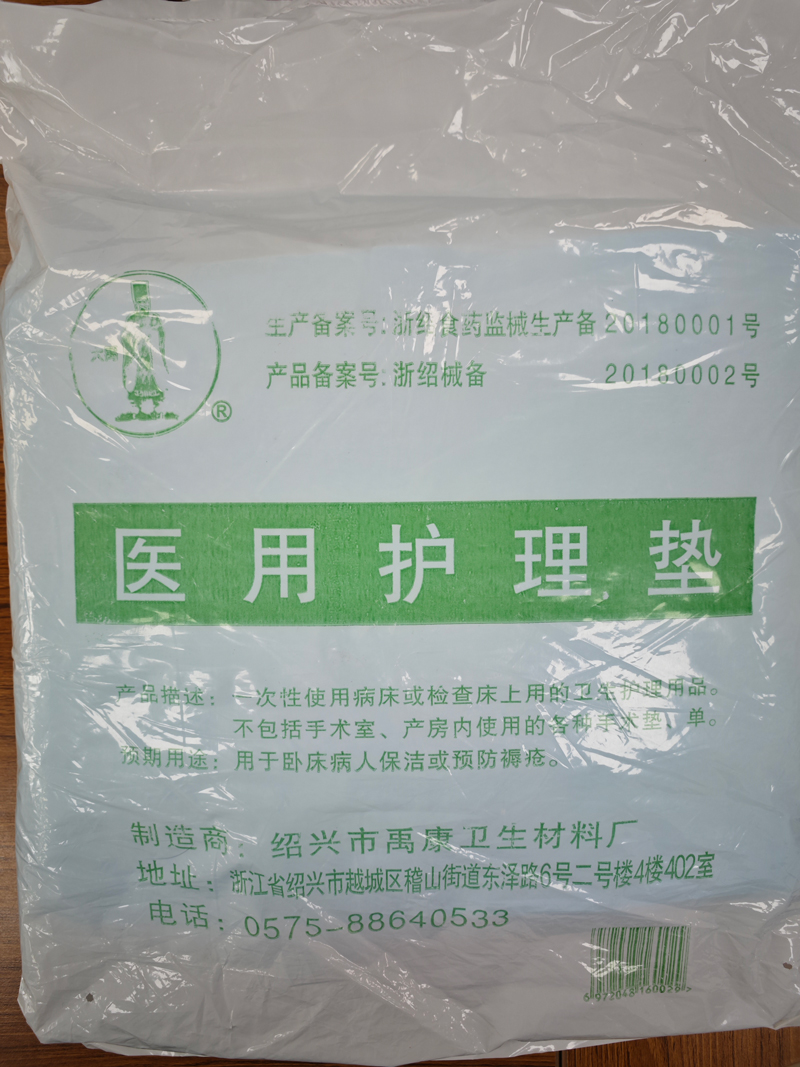 ®
生产备案号:浙绍食药监械生产备20180001号
产品备案号:浙绍械备 20180002号
医用护理垫
产品描述：一次性使用病床或检查床上用的卫生护理用品。
不包括手术室、产房内使用的各种手术垫、单。
预期用途：用于卧床病人保洁或预防褥疮。
制造商：绍兴市禹康卫生材料厂
地址：浙江省绍兴市越城区稽山街道东泽路6号二号楼4楼402室
电话：0575-88640533